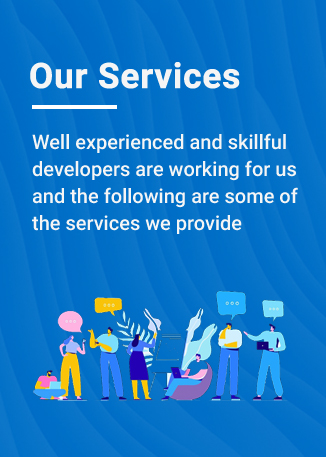 Our Services
Well experienced and skillful
developers are working for us
and the following are some of
the services we provide